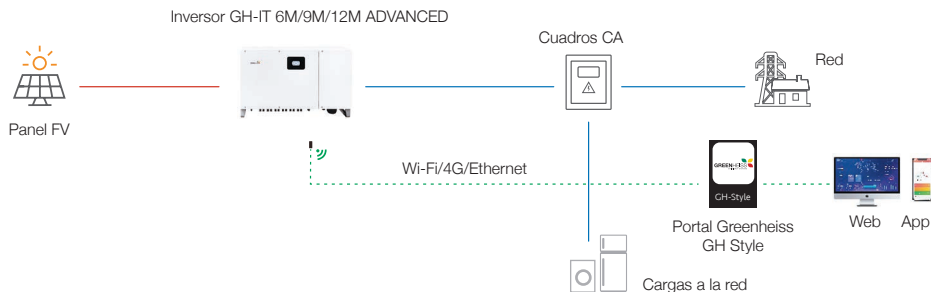 Inversor GH-IT 6M/9M/12M ADVANCED
Cuadros CA
Red
Panel FV
Wi-Fi/4G/Ethernet
GREENHEISS
GH-Style
Portal Greenheiss
GH Style
Web
App
Cargas a la red